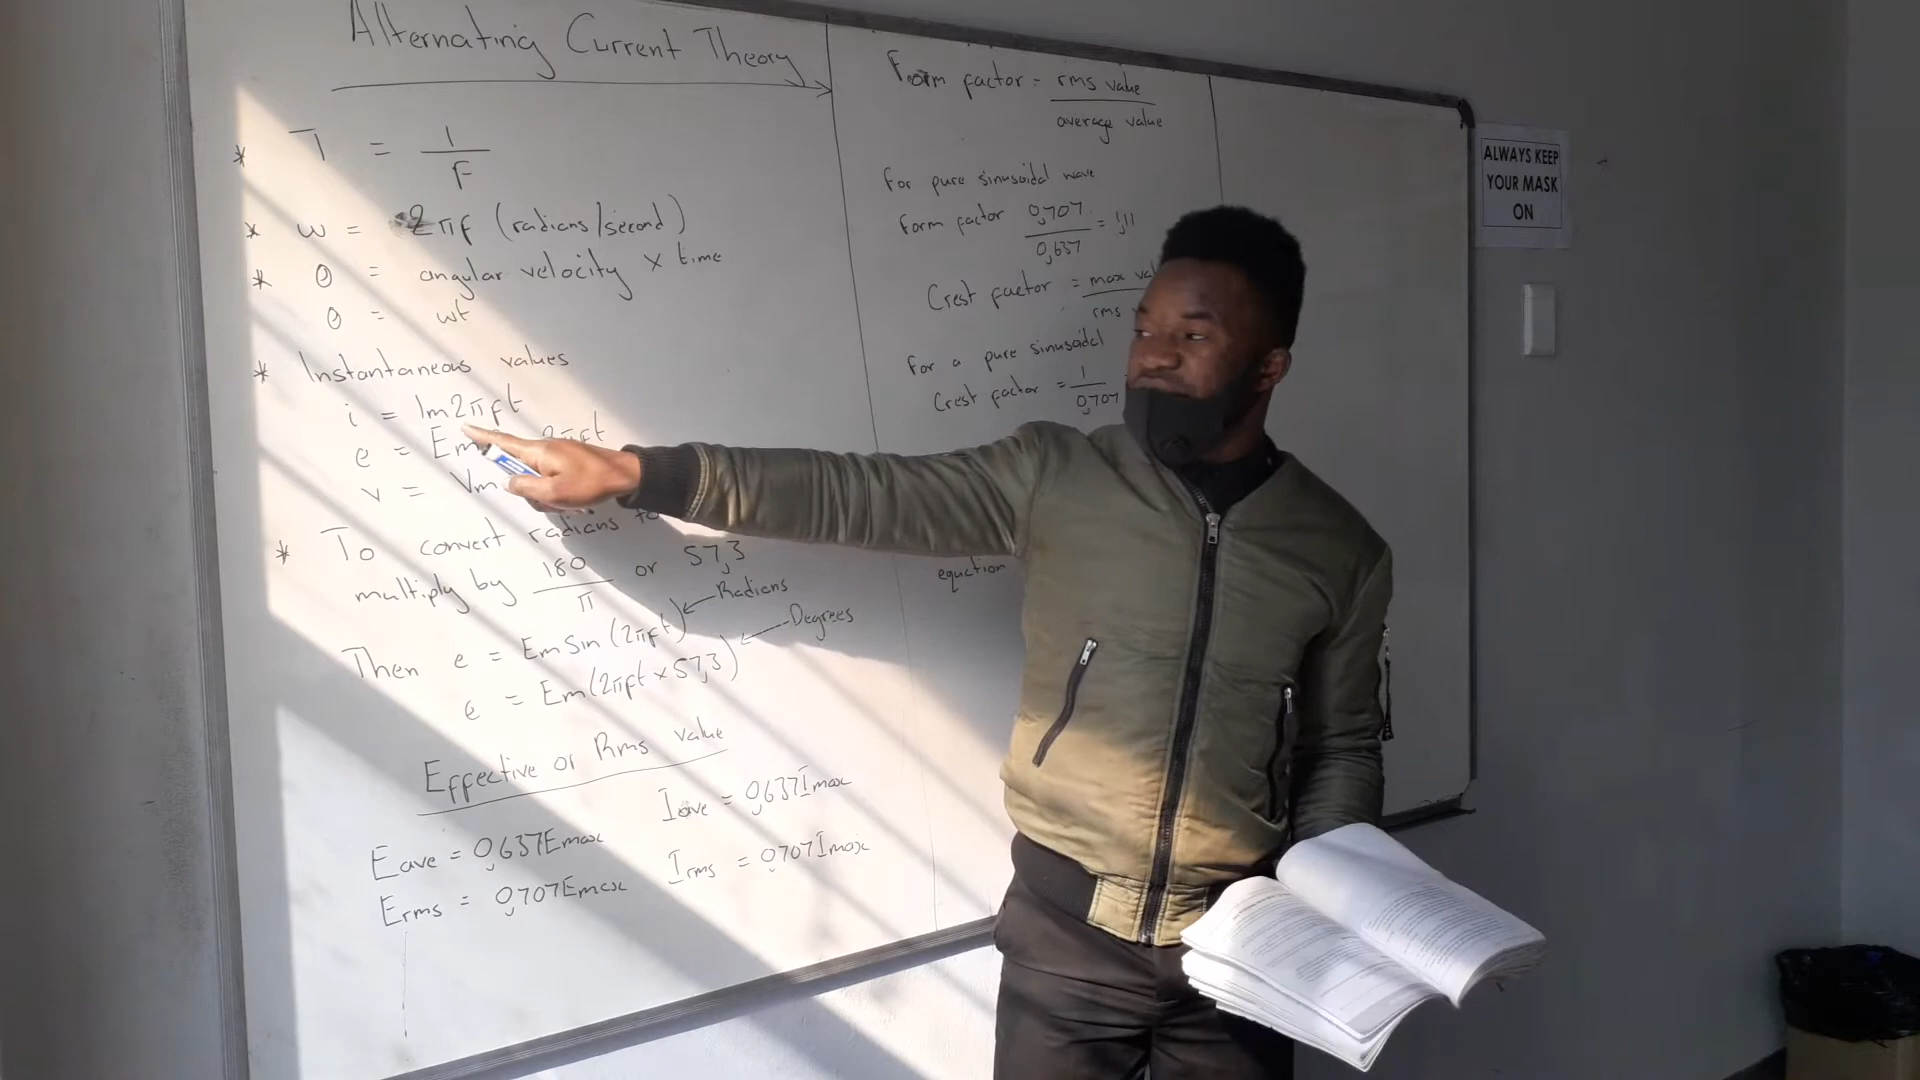 Alternating Current Theory
* T = 1/F
* w = 2πf (radians/second)
* θ = angular velocity x time
θ = wt
* Instantaneous values
i = Im2πft
e = Em 2πft
v = Vm
* To convert radians to
multiply by 180/π or 57,3
Then e = Em Sin (2πft) ← Radians
e = Em(2πft x 57,3) ← Degrees
Effective or Rms value
Eave = 0,637Emax
Iave = 0,637Imax
Erms = 0,707Emax
Irms = 0,707Imax
Form factor = rms value / average value
For pure sinusoidal wave
Form factor 0,707 / 0,637 = 1,11
Crest factor = max / rms
For a pure sinusoidal
Crest factor = 1 / 0,707
equation
ALWAYS KEEP
YOUR MASK
ON